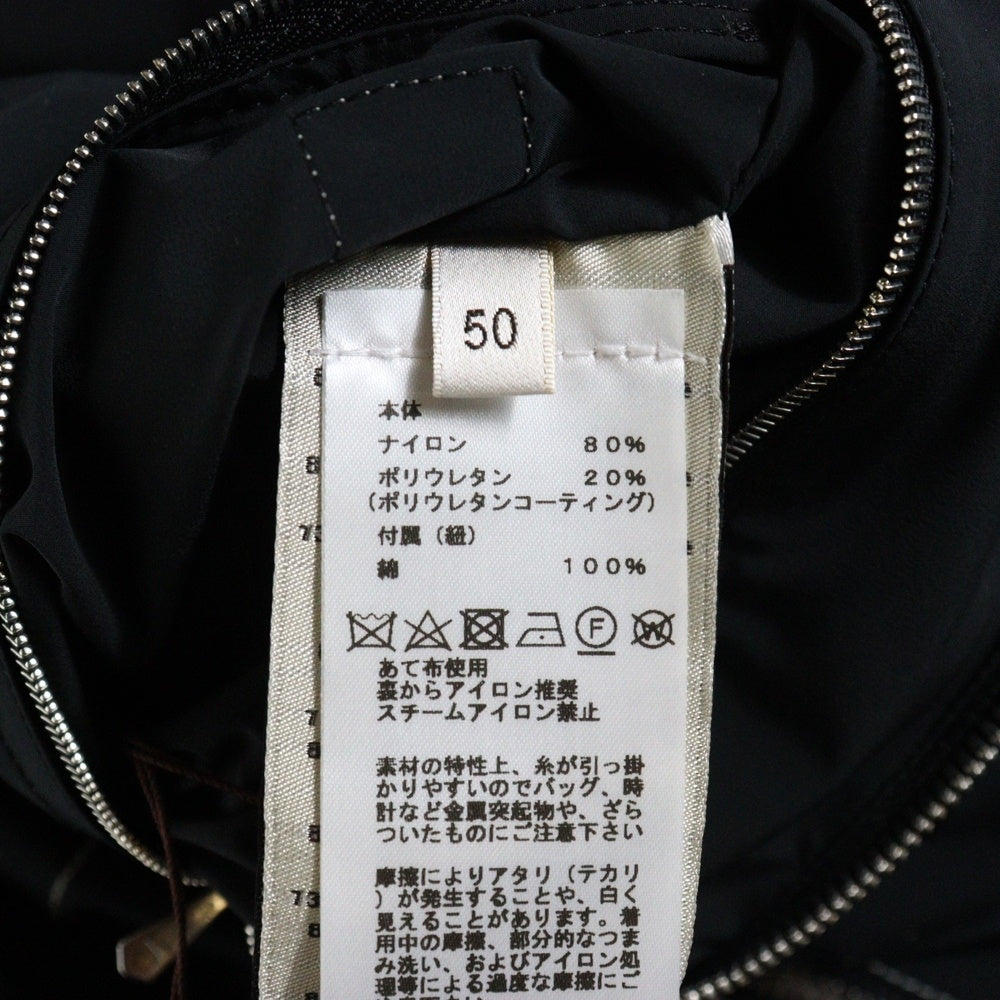 50
本体
ナイロン 80%
ポリウレタン 20%
(ポリウレタンコーティング)
付属(紐)
綿 100%
F
W
あて布使用
裏からアイロン推奨
スチームアイロン禁止
素材の特性上、糸が引っ掛
かりやすいのでバッグ、時
計など金属突起物や、ざら
ついたものにご注意下さい
摩擦によりアタリ(テカリ
)が発生することや、白く
見えることがあります。着
用中の摩擦、部分的なつま
み洗い、およびアイロン処
理等による過度な摩擦にご